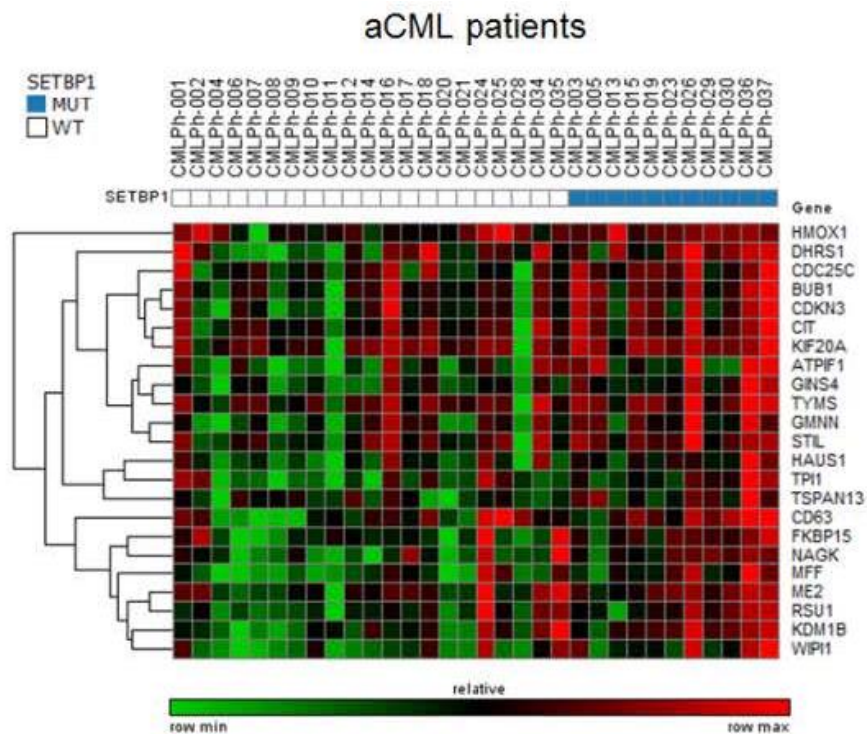 aCML patients
SETBP1
MUT
WT
CMLPh-001
CMLPh-002
CMLPh-004
CMLPh-006
CMLPh-007
CMLPh-008
CMLPh-009
CMLPh-010
CMLPh-011
CMLPh-012
CMLPh-014
CMLPh-016
CMLPh-017
CMLPh-018
CMLPh-020
CMLPh-021
CMLPh-024
CMLPh-025
CMLPh-028
CMLPh-034
CMLPh-035
CMLPh-003
CMLPh-005
CMLPh-013
CMLPh-015
CMLPh-019
CMLPh-023
CMLPh-026
CMLPh-029
CMLPh-030
CMLPh-036
CMLPh-037
SETBP1
Gene
HMOX1
DHRS1
CDC25C
BUB1
CDKN3
CIT
KIF20A
ATPIF1
GINS4
TYMS
GMNN
STIL
HAUS1
TPI1
TSPAN13
CD63
FKBP15
NAGK
MFF
ME2
RSU1
KDM1B
WIPI1
relative
row min
row max